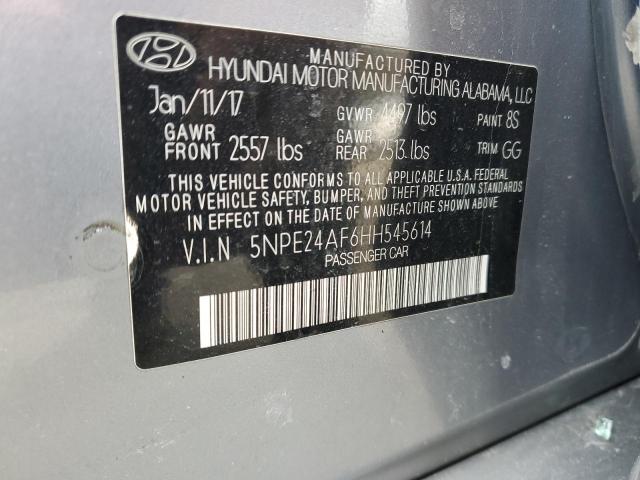 MANUFACTURED BY
HYUNDAI MOTOR MANUFACTURING ALABAMA, LLC
Jan/11/17 GVWR 4497 lbs PAINT 8S
GAWR FRONT 2557 lbs GAWR REAR 2513 lbs TRIM GG
THIS VEHICLE CONFORMS TO ALL APPLICABLE U.S.A. FEDERAL
MOTOR VEHICLE SAFETY, BUMPER, AND THEFT PREVENTION STANDARDS
IN EFFECT ON THE DATE OF MANUFACTURE SHOWN ABOVE.
V.I.N 5NPE24AF6HH545614
PASSENGER CAR